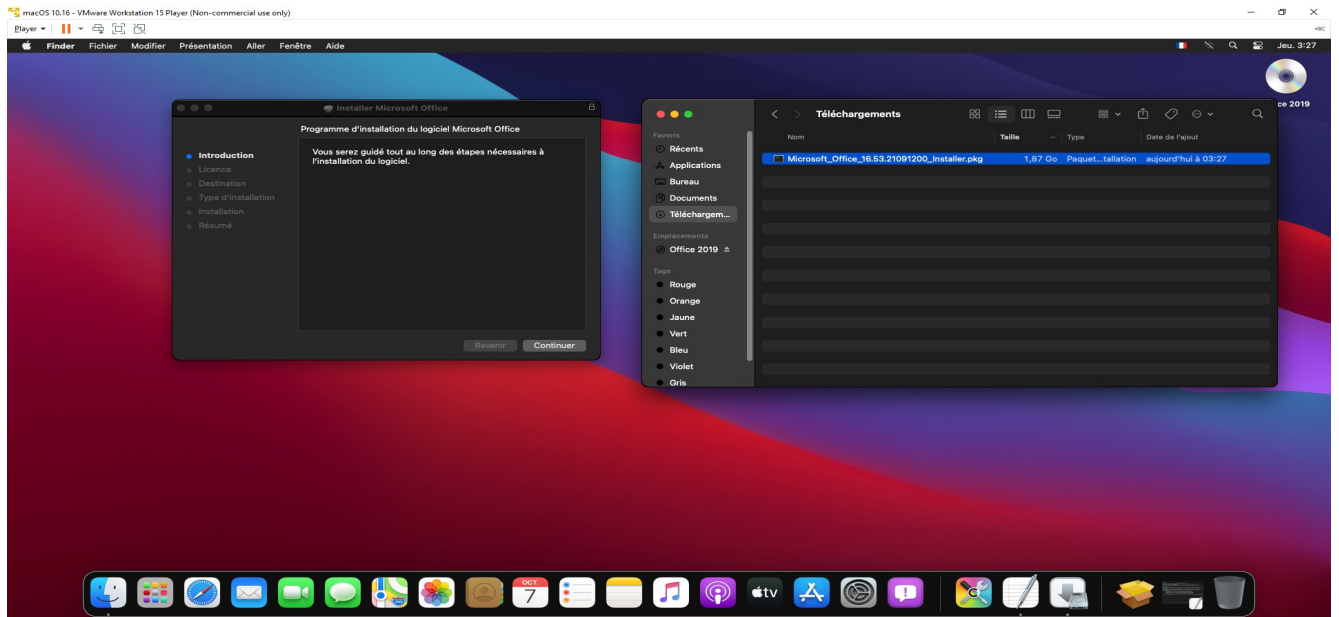 macOS 10.16 - VMware Workstation 15 Player (Non-commercial use only)
Player
Finder Fichier Modifier Présentation Aller Fenêtre Aide
Jeu. 3:27
ce 2019
Installer Microsoft Office
Programme d'installation du logiciel Microsoft Office
Introduction
Licence
Destination
Type d'installation
Installation
Résumé
Vous serez guidé tout au long des étapes nécessaires à
l'installation du logiciel.
Revenir Continuer
Téléchargements
Favoris
Récents
Applications
Bureau
Documents
Téléchargem...
Emplacements
Office 2019
Tags
Rouge
Orange
Jaune
Vert
Bleu
Violet
Gris
Nom Taille Type Date de l'ajout
Microsoft_Office_16.53.21091200_Installer.pkg 1,87 Go Paquet...tallation aujourd'hui à 03:27
OCT.
7
tv